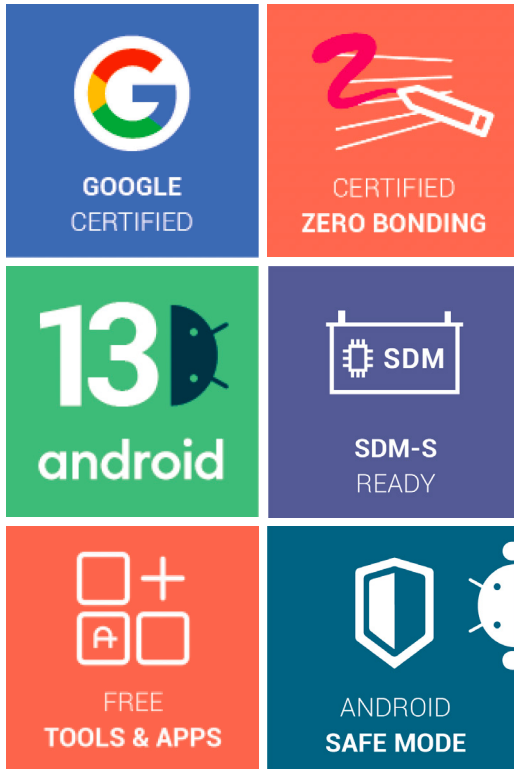 GOOGLE
CERTIFIED
CERTIFIED
ZERO BONDING
13
android
SDM
SDM-S
READY
A
FREE
TOOLS & APPS
ANDROID
SAFE MODE